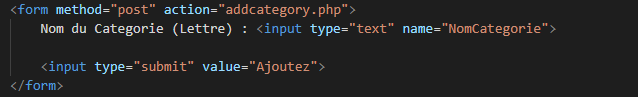 <form method="post" action="addcategory.php">
Nom du Categorie (Lettre) : <input type="text" name="NomCategorie">
<input type="submit" value="Ajoutez">
</form>